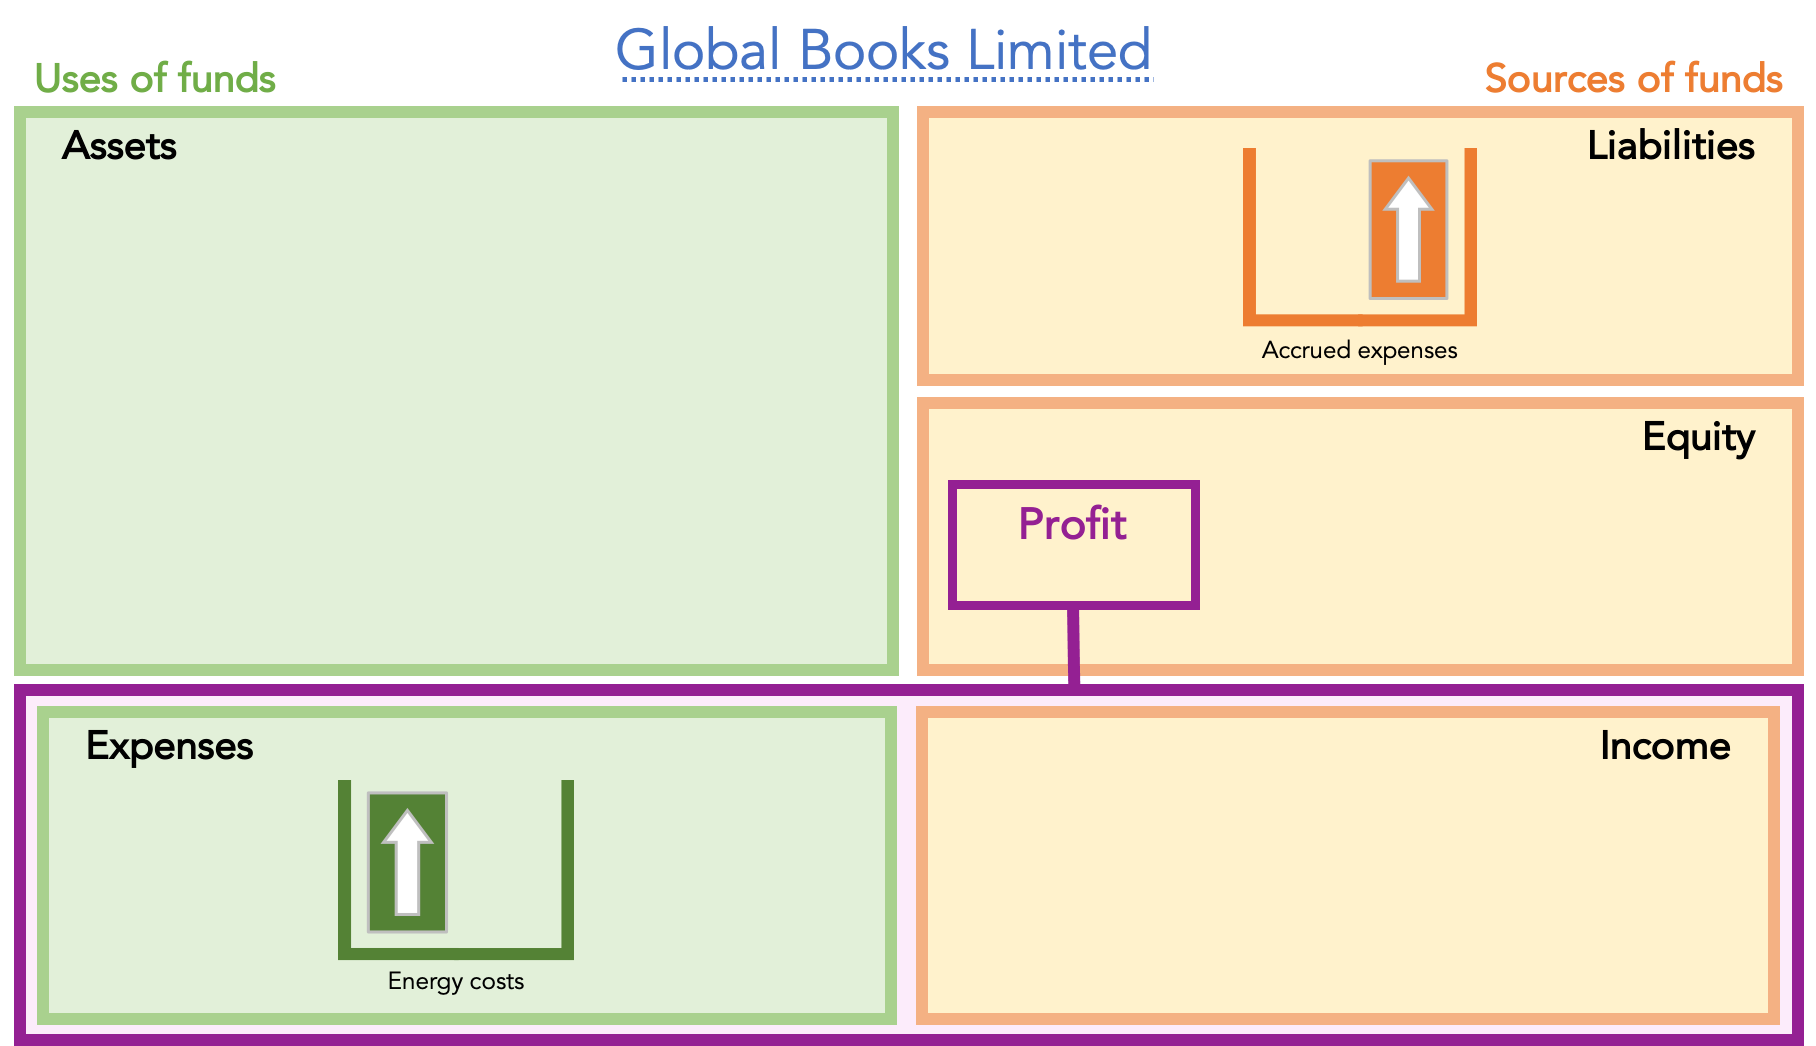 Global Books Limited
Uses of funds
Sources of funds
Assets
Liabilities
Accrued expenses
Equity
Profit
Expenses
Income
Energy costs